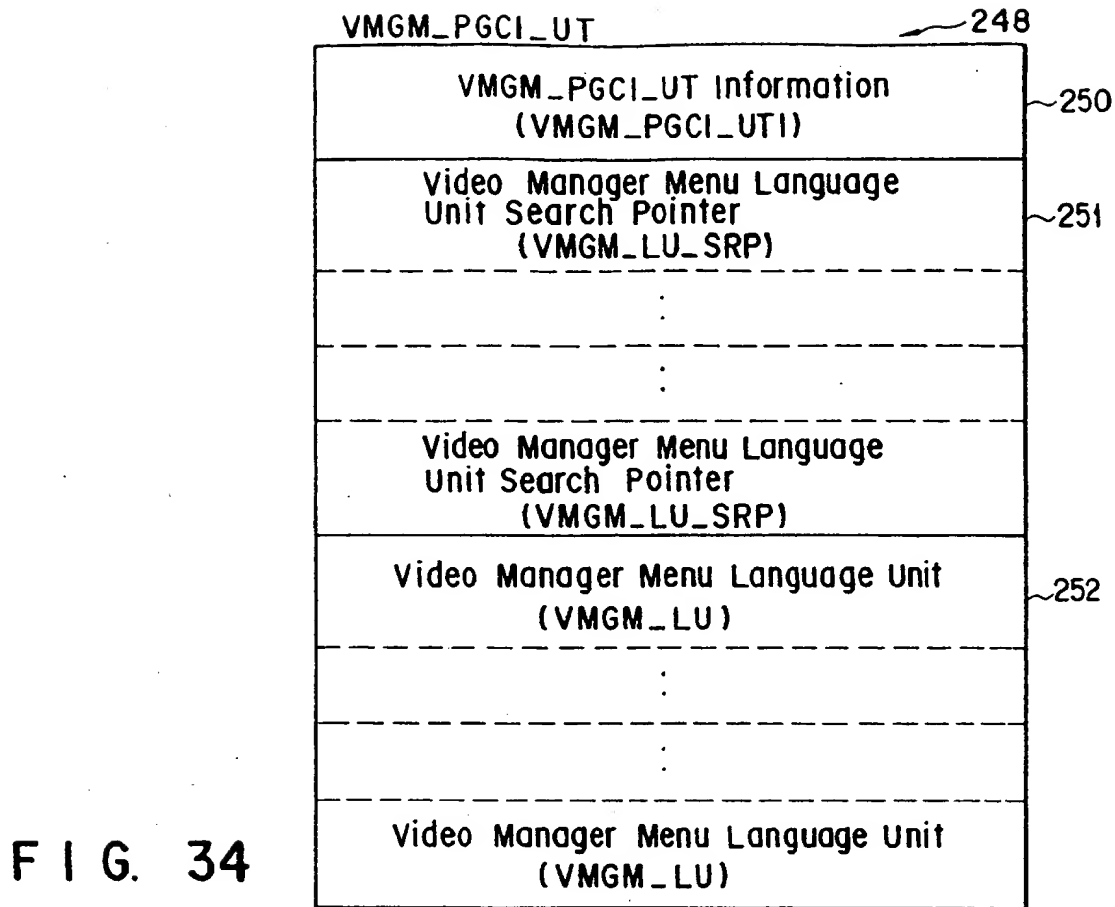 VMGM_PGCI_UT
248
VMGM_PGCI_UT Information
(VMGM_PGCI_UTI)
250
Video Manager Menu Language
Unit Search Pointer
(VMGM_LU_SRP)
251
Video Manager Menu Language
Unit Search Pointer
(VMGM_LU_SRP)
Video Manager Menu Language Unit
(VMGM_LU)
252
Video Manager Menu Language Unit
(VMGM_LU)
FIG. 34